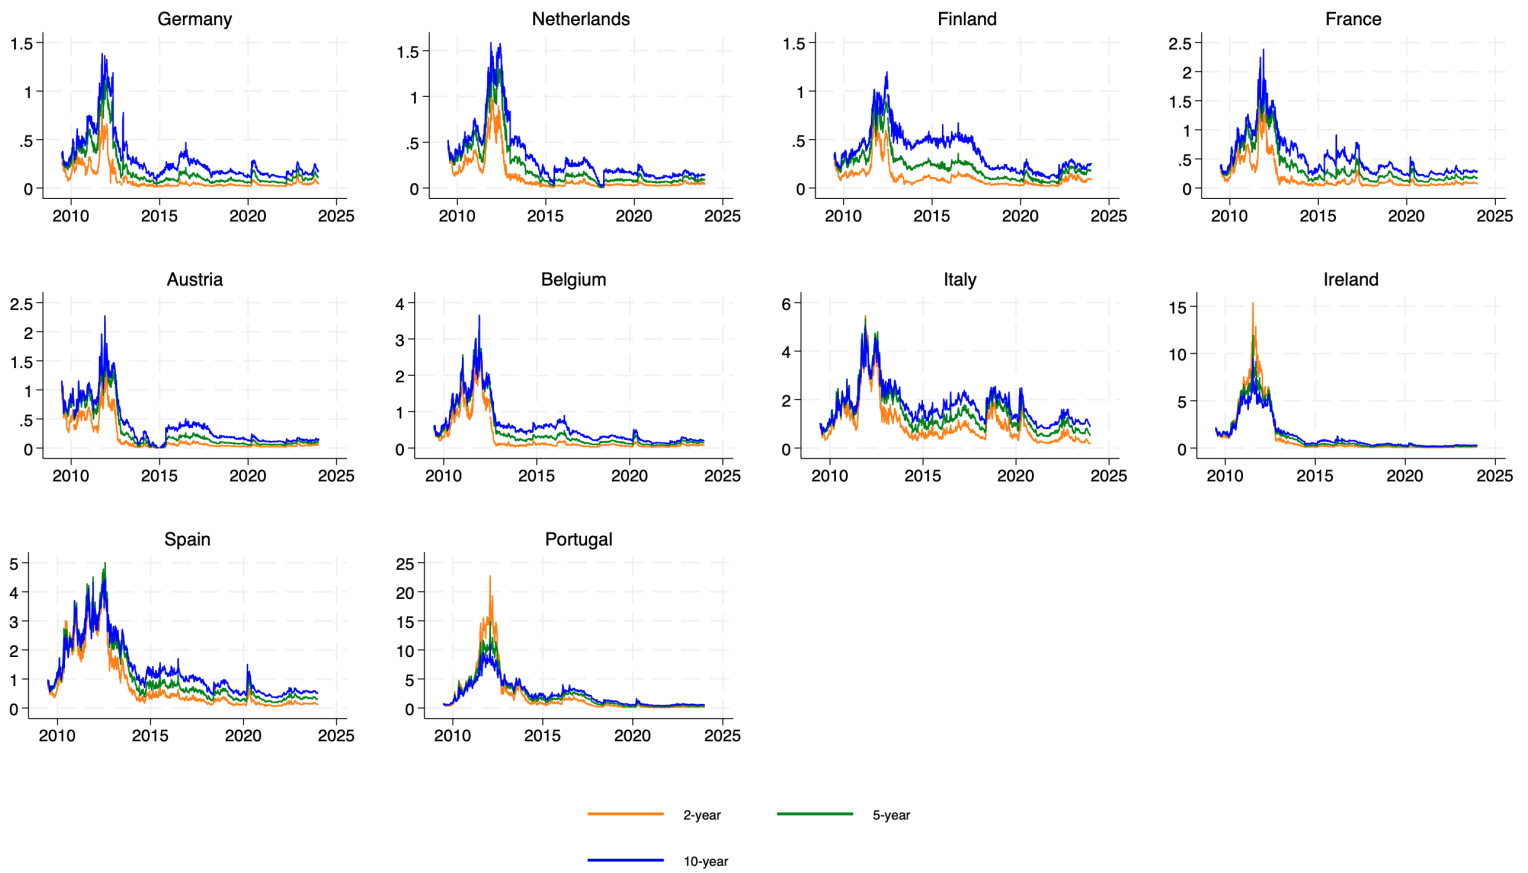 Germany Netherlands Finland France
1.5 1.5 1.5 2.5
2
1 1 1 1.5
1
.5 .5 .5 .5
0 0 0 0
2010 2015 2020 2025 2010 2015 2020 2025 2010 2015 2020 2025 2010 2015 2020 2025
Austria Belgium Italy Ireland
2.5 4 6 15
2 3
1.5 4 10
2
1 2 5
.5 1
0 0 0 0
2010 2015 2020 2025 2010 2015 2020 2025 2010 2015 2020 2025 2010 2015 2020 2025
Spain Portugal
5 25
4 20
3 15
2 10
1 5
0 0
2010 2015 2020 2025 2010 2015 2020 2025
2-year 5-year
10-year